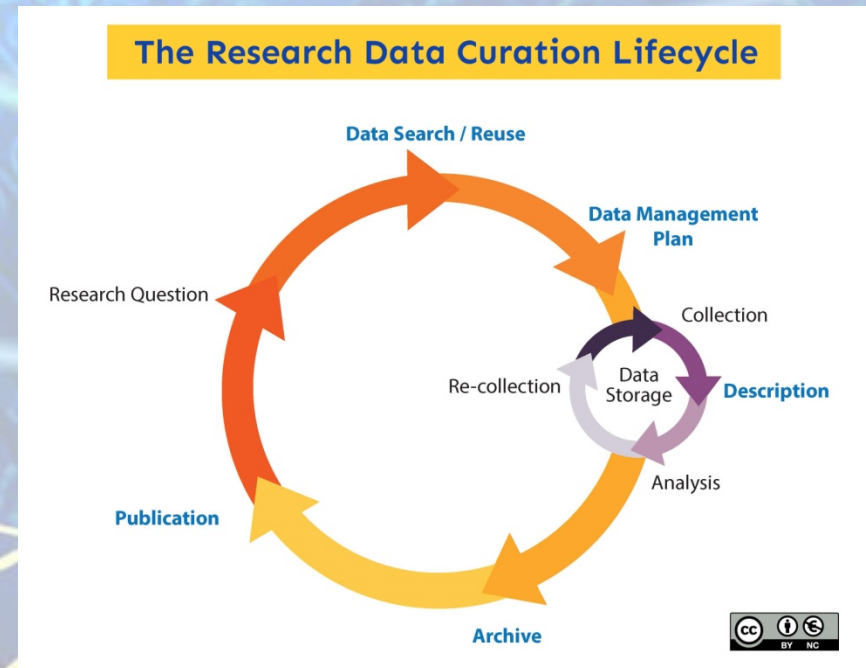 The Research Data Curation Lifecycle
Data Search / Reuse
Data Management
Plan
Research Question
Collection
Re-collection
Data
Storage
Description
Analysis
Publication
Archive
cc
BY NC